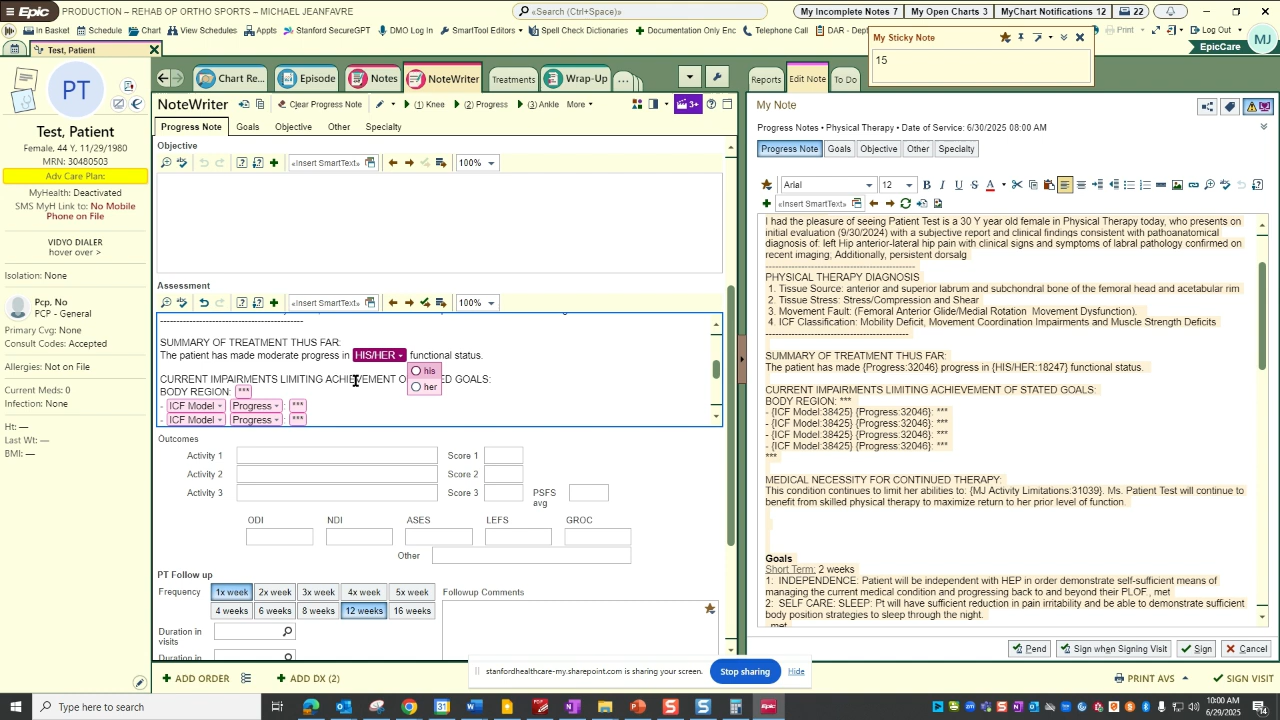 Epic
PRODUCTION – REHAB OP ORTHO SPORTS – MICHAEL JEANFAVRE
«Search (Ctrl+Space)»
My Incomplete Notes 7
My Open Charts 3
MyChart Notifications 12
22
In Basket
Schedule
Chart
View Schedules
Appts
Stanford SecureGPT
DMO Log In
SmartTool Editors
Spell Check Dictionaries
Documentation Only Enc
Telephone Call
DAR - Dep
Print
Log Out
Test, Patient
My Sticky Note
15
MJ
EpicCare
PT
Test, Patient
Female, 44 Y, 11/29/1980
MRN: 30480503
Adv Care Plan:
MyHealth: Deactivated
SMS MyH Link to: No Mobile
Phone on File
VIDYO DIALER
hover over >
Isolation: None
Pcp, No
PCP - General
Primary Cvg: None
Consult Codes: Accepted
Allergies: Not on File
Current Meds: 0
Infection: None
Ht: —
Last Wt: —
BMI: —
Chart Re...
Episode
Notes
NoteWriter
Treatments
Wrap-Up
...
NoteWriter
Clear Progress Note
(1) Knee
(2) Progress
(3) Ankle
More
3+
Progress Note
Goals
Objective
Other
Specialty
Objective
«Insert SmartText»
100%
Assessment
«Insert SmartText»
100%
SUMMARY OF TREATMENT THUS FAR:
The patient has made moderate progress in HIS/HER functional status.
his
her
CURRENT IMPAIRMENTS LIMITING ACHIEVEMENT O ED GOALS:
BODY REGION: ***
- ICF Model Progress : ***
- ICF Model Progress : ***
Outcomes
Activity 1
Score 1
Activity 2
Score 2
Activity 3
Score 3
PSFS
avg
ODI
NDI
ASES
LEFS
GROC
Other
PT Follow up
Frequency
1x week
2x week
3x week
4x week
5x week
4 weeks
6 weeks
8 weeks
12 weeks
16 weeks
Followup Comments
Duration in
visits
Duration in
ADD ORDER
ADD DX (2)
Reports
Edit Note
To Do
My Note
Progress Notes • Physical Therapy • Date of Service: 6/30/2025 08:00 AM
Progress Note
Goals
Objective
Other
Specialty
Arial
12
B I U S A
«Insert SmartText»
I had the pleasure of seeing Patient Test is a 30 Y year old female in Physical Therapy today, who presents on
initial evaluation (9/30/2024) with a subjective report and clinical findings consistent with pathoanatomical
diagnosis of: left Hip anterior-lateral hip pain with clinical signs and symptoms of labral pathology confirmed on
recent imaging; Additionally, persistent dorsalg
PHYSICAL THERAPY DIAGNOSIS
1. Tissue Source: anterior and superior labrum and subchondral bone of the femoral head and acetabular rim
2. Tissue Stress: Stress/Compression and Shear
3. Movement Fault: (Femoral Anterior Glide/Medial Rotation Movement Dysfunction).
4. ICF Classification: Mobility Deficit, Movement Coordination Impairments and Muscle Strength Deficits
SUMMARY OF TREATMENT THUS FAR:
The patient has made {Progress:32046} progress in {HIS/HER:18247} functional status.
CURRENT IMPAIRMENTS LIMITING ACHIEVEMENT OF STATED GOALS:
BODY REGION: ***
- {ICF Model:38425} {Progress:32046}: ***
- {ICF Model:38425} {Progress:32046}: ***
- {ICF Model:38425} {Progress:32046}: ***
- {ICF Model:38425} {Progress:32046}: ***
***
MEDICAL NECESSITY FOR CONTINUED THERAPY:
This condition continues to limit her abilities to: {MJ Activity Limitations:31039}. Ms. Patient Test will continue to
benefit from skilled physical therapy to maximize return to her prior level of function.
Goals
Short Term: 2 weeks
1: INDEPENDENCE: Patient will be independent with HEP in order demonstrate self-sufficient means of
managing the current medical condition and progressing back to and beyond their PLOF , met
2: SELF CARE: SLEEP: Pt will have sufficient reduction in pain irritability and be able to demonstrate sufficient
body position strategies to sleep through the night.
met
Pend
Sign when Signing Visit
Sign
Cancel
stanfordhealthcare-my.sharepoint.com is sharing your screen.
Stop sharing
Hide
PRINT AVS
SIGN VISIT
Type here to search
10:00 AM
6/29/2025
14